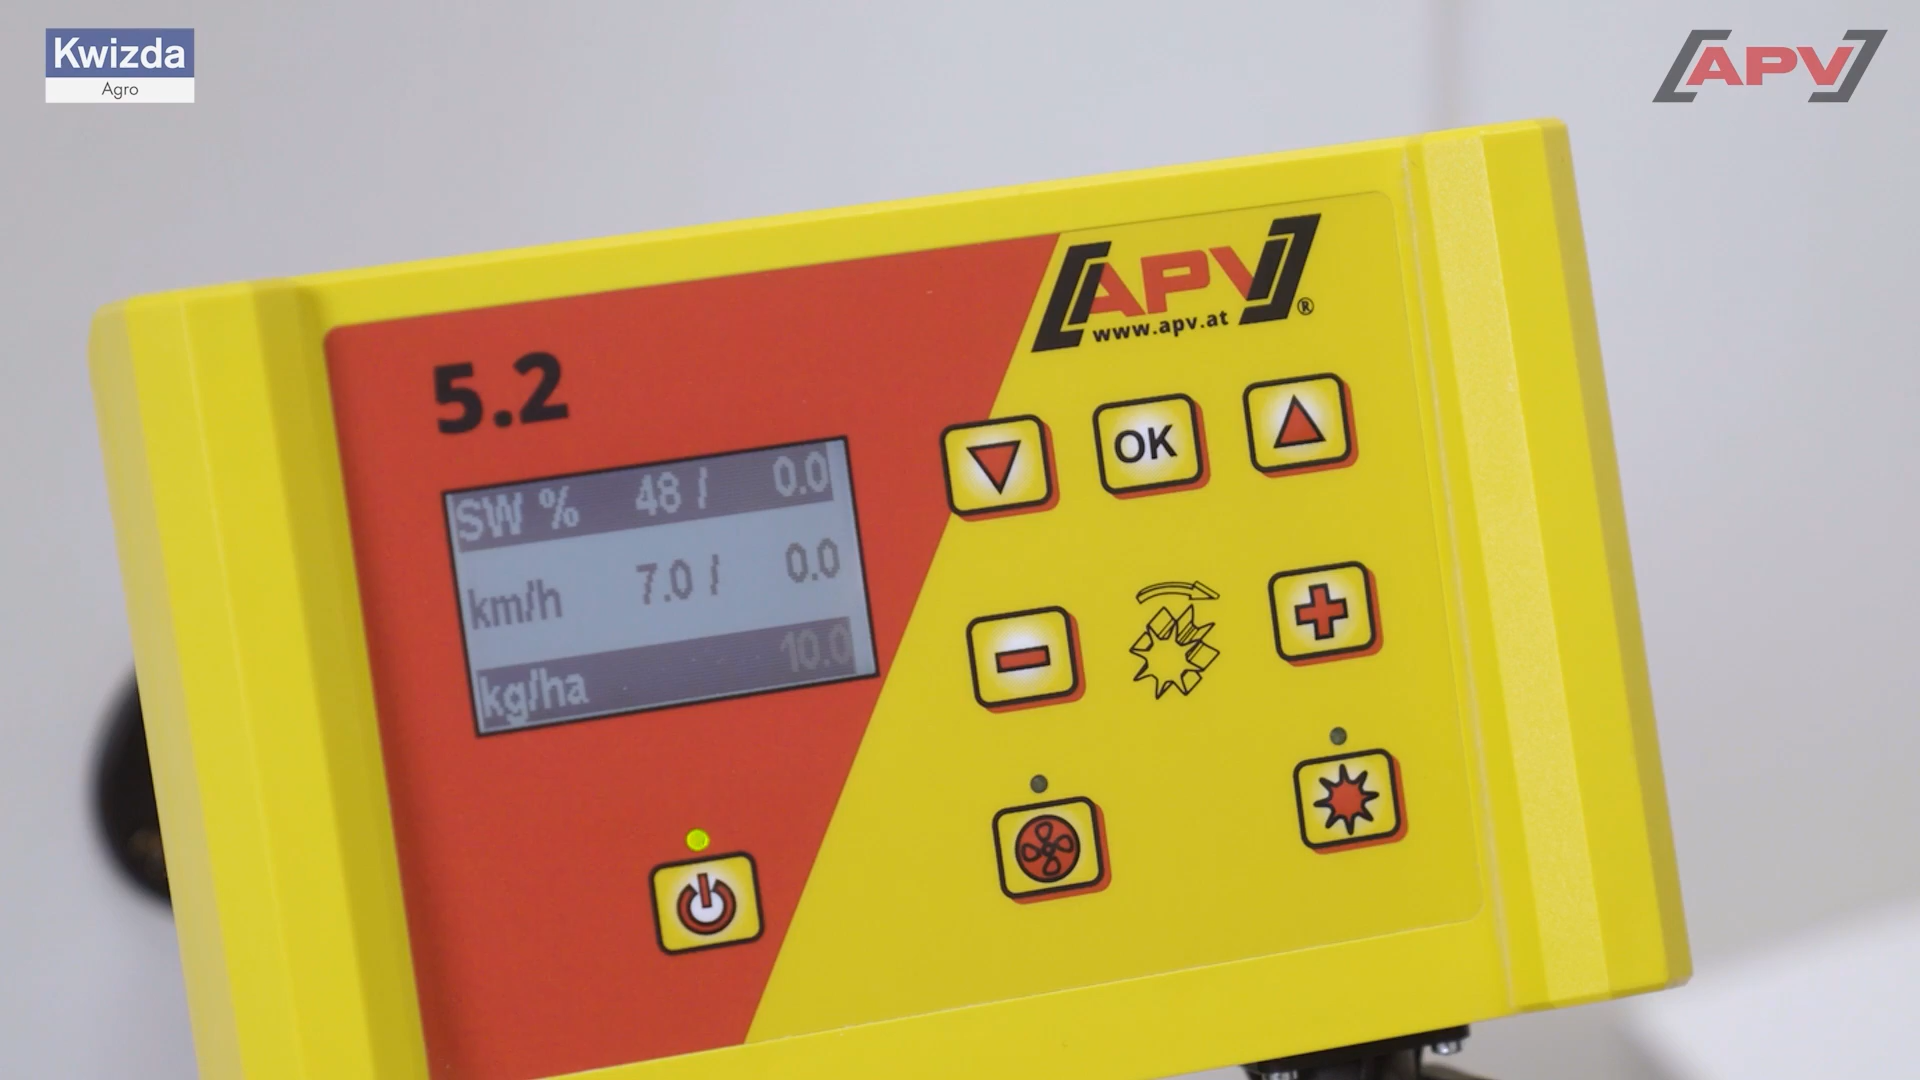 Kwizda
Agro
APV
APV®
www.apv.at
5.2
SW % 48 / 0.0
km/h 7.0 / 0.0
kg/ha 10.0
OK